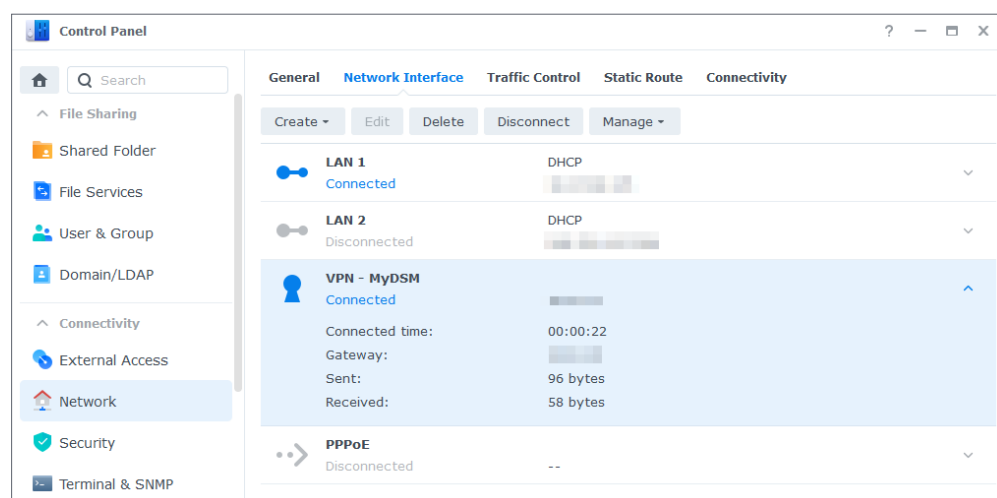 Control Panel
?
Search
File Sharing
Shared Folder
File Services
User & Group
Domain/LDAP
Connectivity
External Access
Network
Security
Terminal & SNMP
General Network Interface Traffic Control Static Route Connectivity
Create Edit Delete Disconnect Manage
LAN 1 DHCP
Connected
LAN 2 DHCP
Disconnected
VPN - MyDSM
Connected
Connected time: 00:00:22
Gateway:
Sent: 96 bytes
Received: 58 bytes
PPPoE
Disconnected --